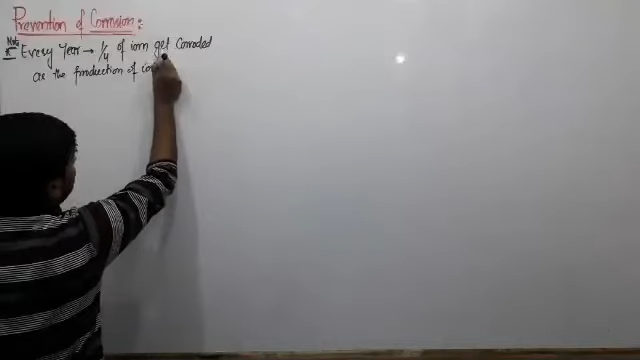 Prevention of Corrosion :-
Note
* Every Year → 1/4 of iron get Corroded
as the production of